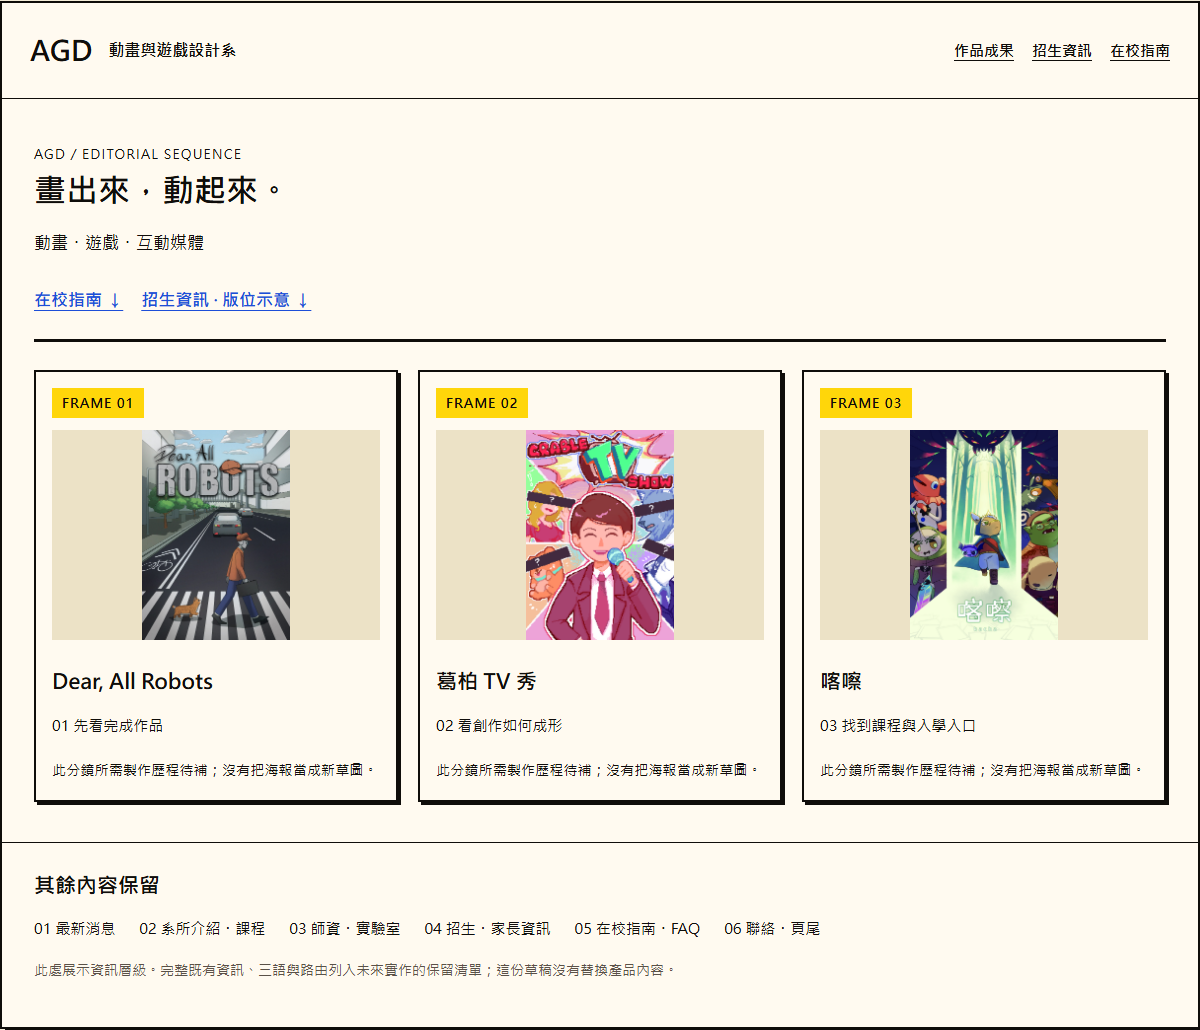 AGD 動畫與遊戲設計系
作品成果 招生資訊 在校指南
AGD / EDITORIAL SEQUENCE
畫出來，動起來。
動畫・遊戲・互動媒體
在校指南 ↓ 招生資訊・版位示意 ↓
FRAME 01
Dear, All
ROBOTS
Dear, All Robots
01 先看完成作品
此分鏡所需製作歷程待補；沒有把海報當成新草圖。
FRAME 02
GRABLE
TV
SHOW
?
?
?
葛柏 TV 秀
02 看創作如何成形
此分鏡所需製作歷程待補；沒有把海報當成新草圖。
FRAME 03
喀嚓
喀嚓
03 找到課程與入學入口
此分鏡所需製作歷程待補；沒有把海報當成新草圖。
其餘內容保留
01 最新消息 02 系所介紹・課程 03 師資・實驗室 04 招生・家長資訊 05 在校指南・FAQ 06 聯絡・頁尾
此處展示資訊層級。完整既有資訊、三語與路由列入未來實作的保留清單；這份草稿沒有替換產品內容。